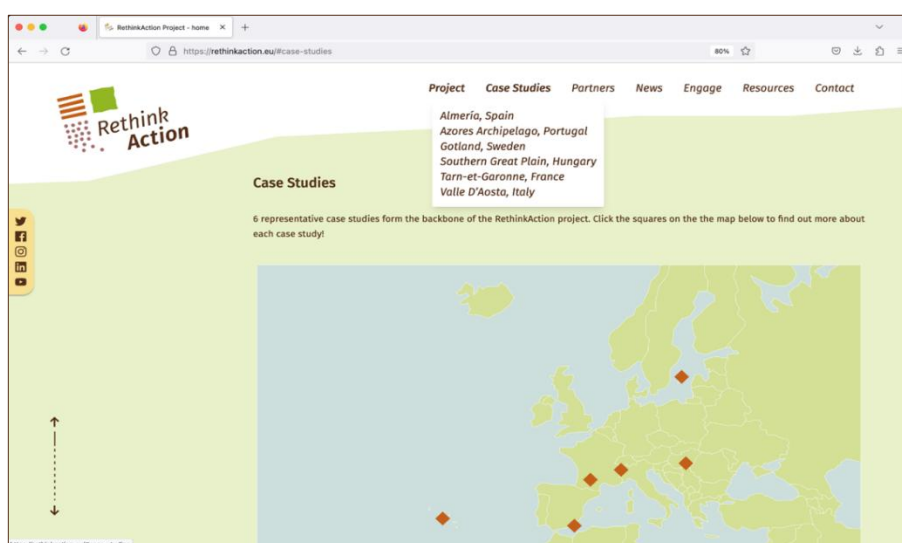 RethinkAction Project - home
https://rethinkaction.eu/#case-studies
80%
Rethink
Action
Project Case Studies Partners News Engage Resources Contact
Almería, Spain
Azores Archipelago, Portugal
Gotland, Sweden
Southern Great Plain, Hungary
Tarn-et-Garonne, France
Valle D'Aosta, Italy
Case Studies
6 representative case studies form the backbone of the RethinkAction project. Click the squares on the the map below to find out more about
each case study!